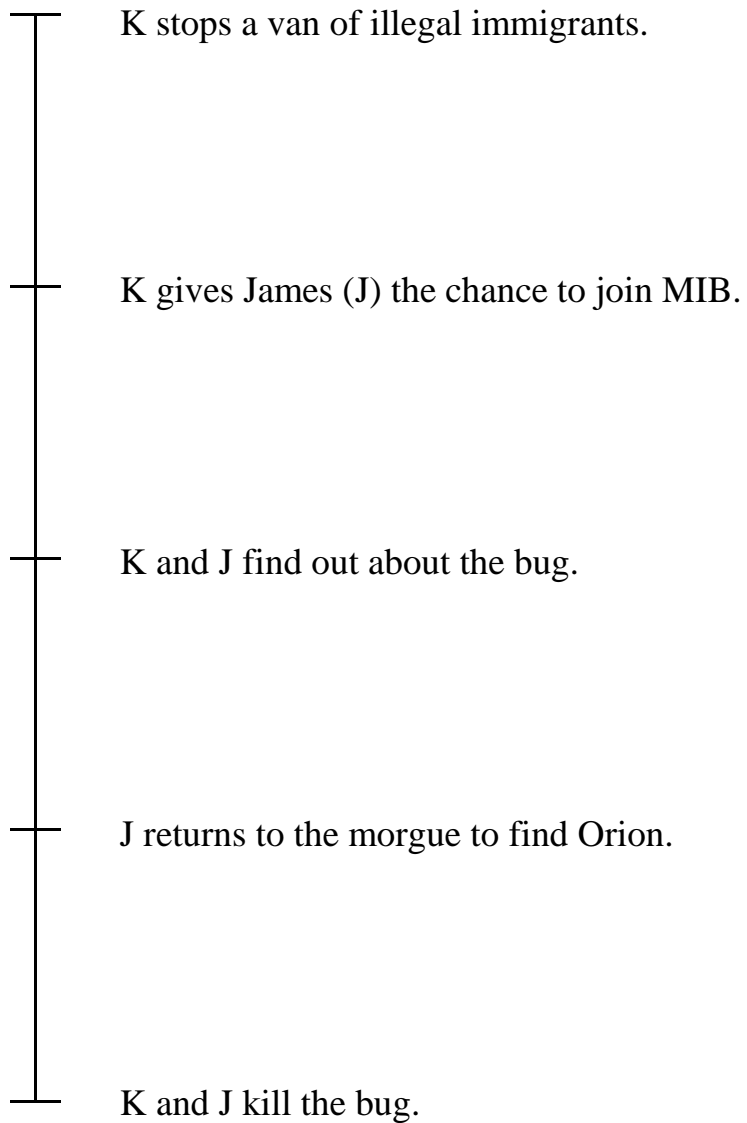 K stops a van of illegal immigrants.
K gives James (J) the chance to join MIB.
K and J find out about the bug.
J returns to the morgue to find Orion.
K and J kill the bug.